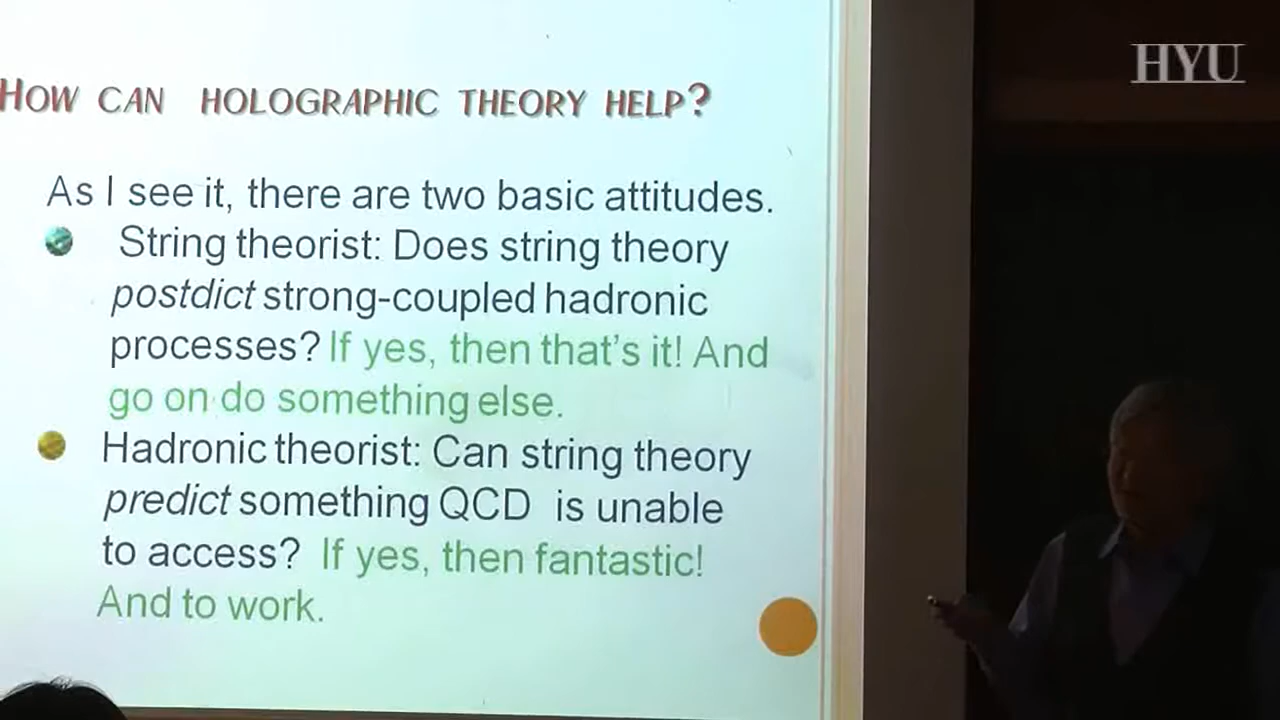 HYU
HOW CAN HOLOGRAPHIC THEORY HELP?
As I see it, there are two basic attitudes.
String theorist: Does string theory
postdict strong-coupled hadronic
processes? If yes, then that's it! And
go on do something else.
Hadronic theorist: Can string theory
predict something QCD is unable
to access? If yes, then fantastic!
And to work.